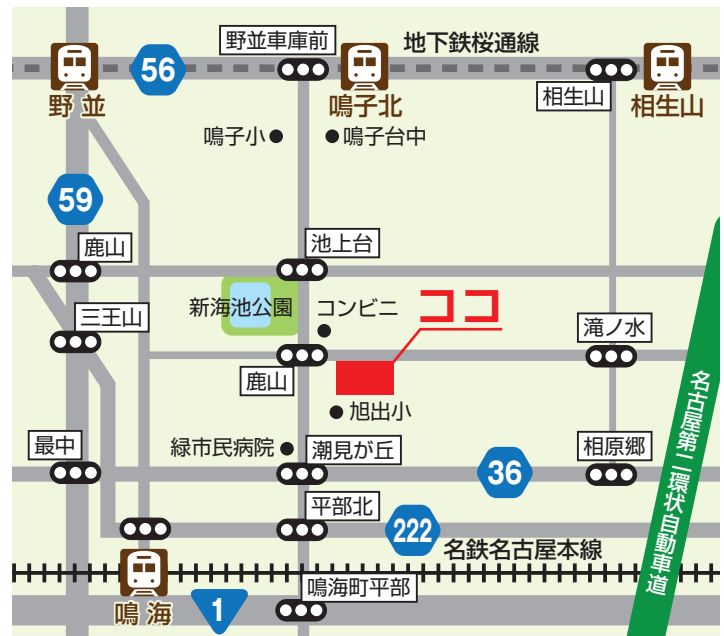 野並車庫前
地下鉄桜通線
56
野並
鳴子北
相生山
相生山
鳴子小
鳴子台中
59
鹿山
池上台
新海池公園
コンビニ
ココ
三王山
滝ノ水
鹿山
名古屋第二環状自動車道
旭出小
最中
緑市民病院
潮見が丘
相原郷
36
平部北
222
名鉄名古屋本線
鳴海
1
鳴海町平部